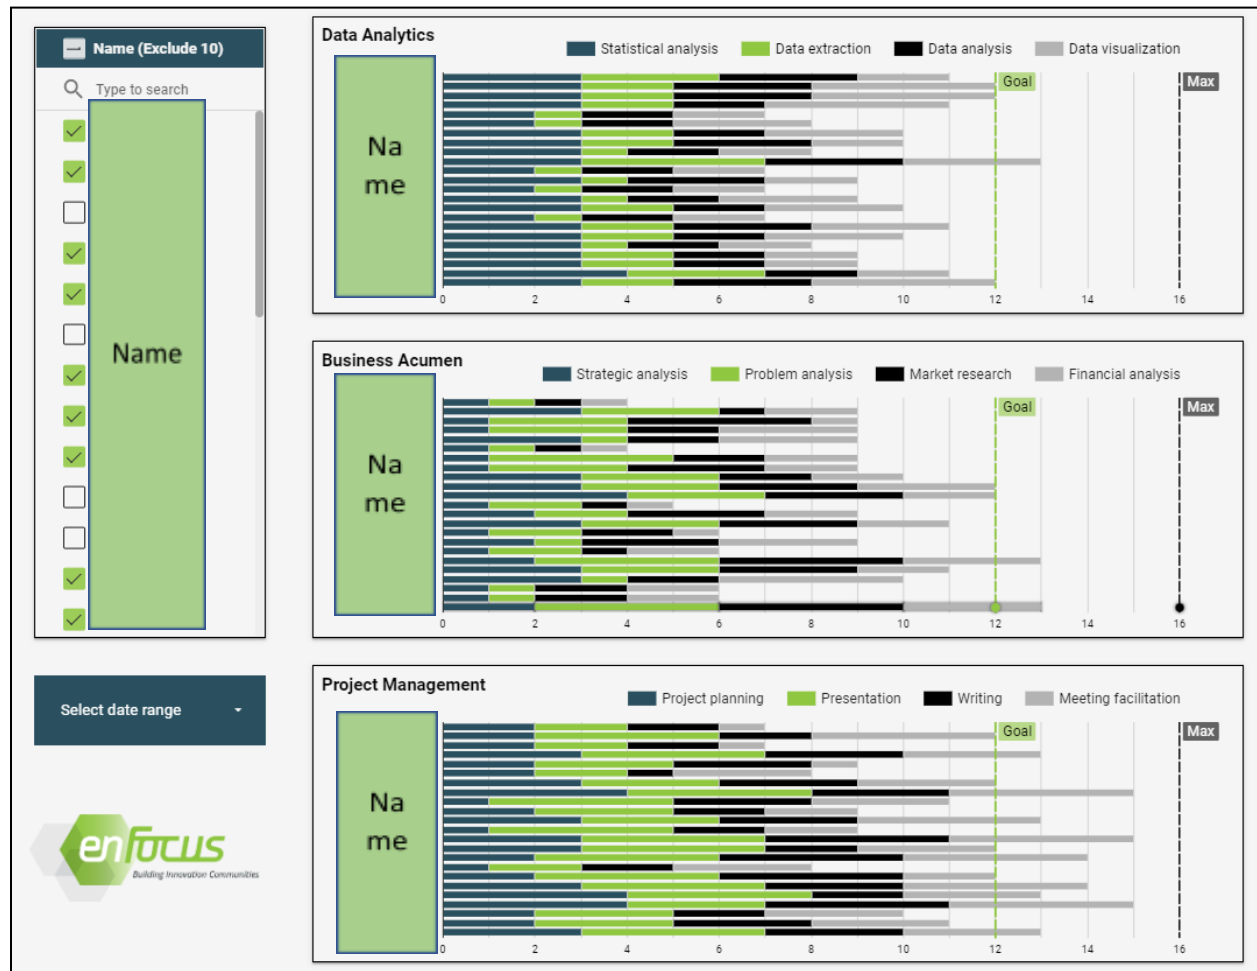 Name (Exclude 10)
Type to search
Name
Select date range
enFocus
Building Innovation Communities
Data Analytics
Statistical analysis Data extraction Data analysis Data visualization
Na
me
Goal Max
0 2 4 6 8 10 12 14 16
Business Acumen
Strategic analysis Problem analysis Market research Financial analysis
Na
me
Goal Max
0 2 4 6 8 10 12 14 16
Project Management
Project planning Presentation Writing Meeting facilitation
Na
me
Goal Max
0 2 4 6 8 10 12 14 16